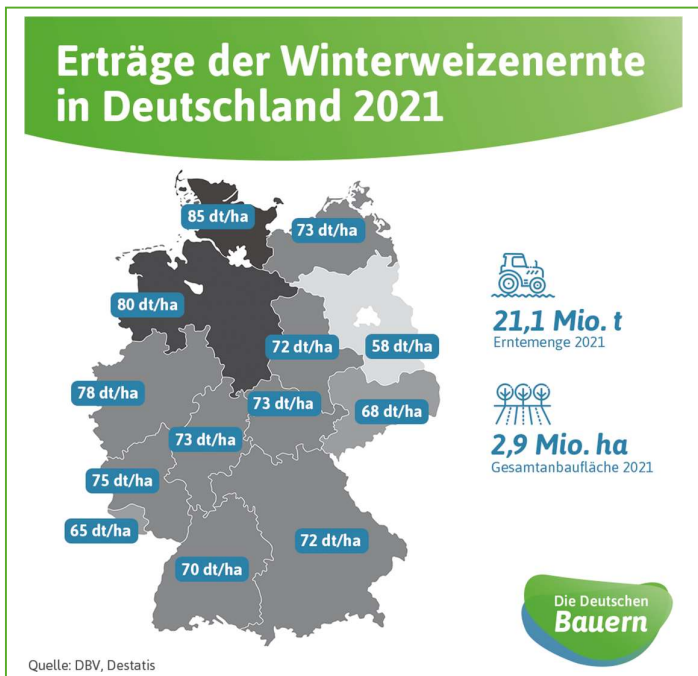 Erträge der Winterweizenernte
in Deutschland 2021
85 dt/ha
73 dt/ha
80 dt/ha
72 dt/ha
58 dt/ha
78 dt/ha
73 dt/ha
68 dt/ha
73 dt/ha
75 dt/ha
65 dt/ha
72 dt/ha
70 dt/ha
21,1 Mio. t
Erntemenge 2021
2,9 Mio. ha
Gesamtanbaufläche 2021
Die Deutschen
Bauern
Quelle: DBV, Destatis